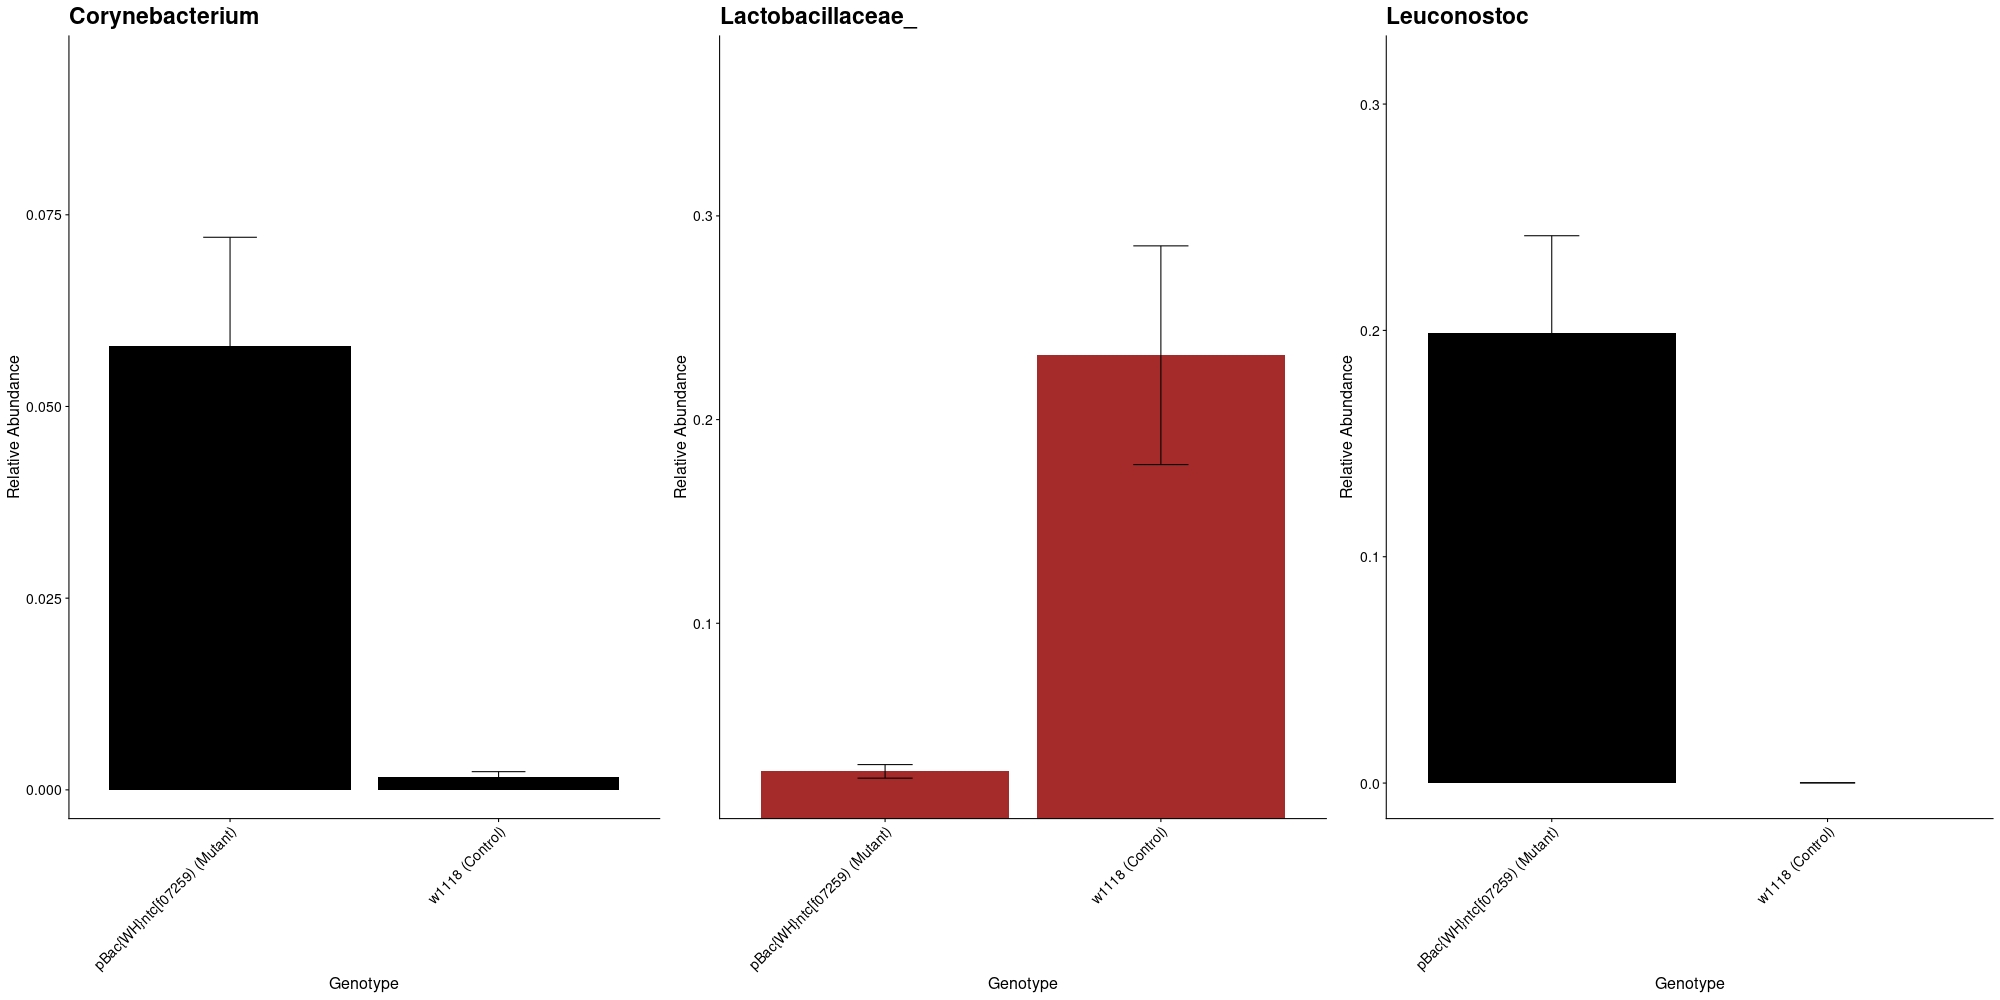 Corynebacterium
Relative Abundance
0.075
0.050
0.025
0.000
pBac{WH}ntc[f07259) (Mutant)
w1118 (Control)
Genotype
Lactobacillaceae_
Relative Abundance
0.3
0.2
0.1
pBac{WH}ntc[f07259) (Mutant)
w1118 (Control)
Genotype
Leuconostoc
Relative Abundance
0.3
0.2
0.1
0.0
pBac{WH}ntc[f07259) (Mutant)
w1118 (Control)
Genotype